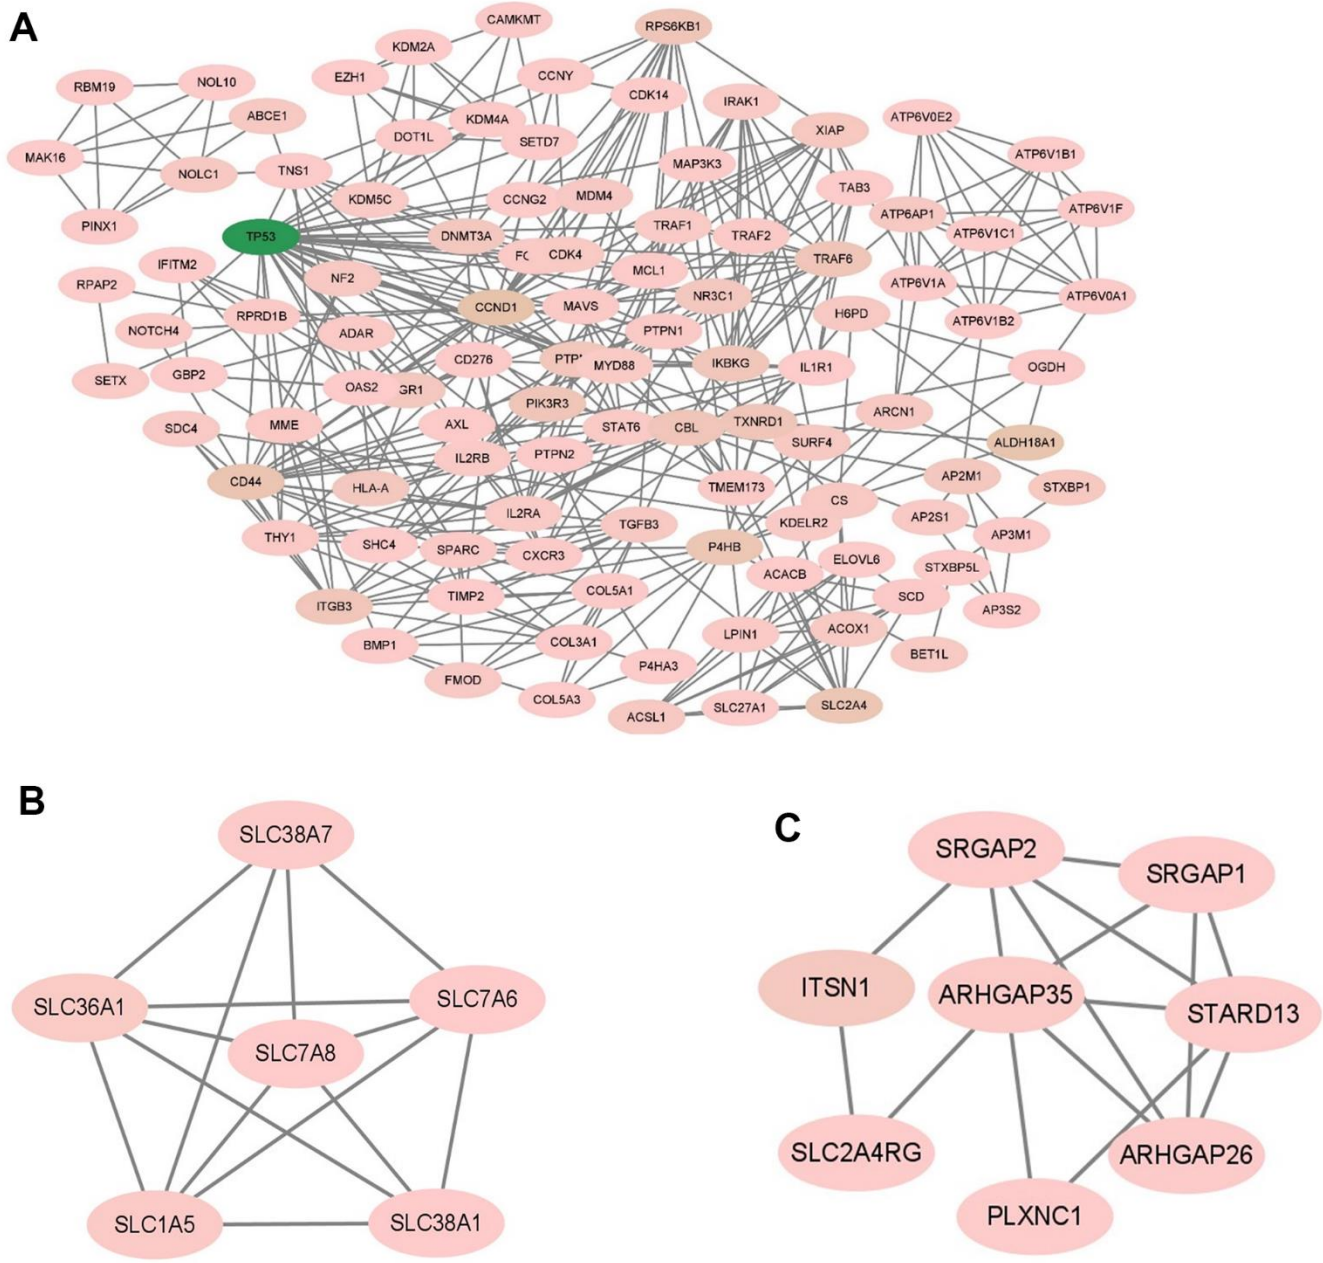 A
CAMKMT
RPS6KB1
KDM2A
EZH1
CCNY
RBM19
NOL10
CDK14
IRAK1
ABCE1
KDM4A
ATP6V0E2
DOT1L
SETD7
XIAP
MAK16
NOLC1
TNS1
MAP3K3
ATP6V1B1
TAB3
KDM5C
CCNG2
MDM4
ATP6AP1
ATP6V1F
PINX1
TP53
DNMT3A
TRAF1
TRAF2
ATP6V1C1
FC
CDK4
TRAF6
IFITM2
NF2
MCL1
RPAP2
NR3C1
ATP6V1A
ATP6V0A1
CCND1
MAVS
H6PD
ATP6V1B2
NOTCH4
RPRD1B
ADAR
PTPN1
CD276
PTP
MYD88
IKBKG
IL1R1
OGDH
SETX
GBP2
OAS2
GR1
PIK3R3
ARCN1
SDC4
MME
AXL
STAT6
CBL
TXNRD1
SURF4
ALDH18A1
IL2RB
PTPN2
CD44
HLA-A
TMEM173
AP2M1
STXBP1
CS
IL2RA
TGFB3
KDELR2
AP2S1
THY1
SHC4
SPARC
CXCR3
P4HB
AP3M1
ELOVL6
ACACB
STXBP5L
ITGB3
TIMP2
COL5A1
SCD
AP3S2
BMP1
COL3A1
LPIN1
ACOX1
BET1L
FMOD
P4HA3
COL5A3
ACSL1
SLC27A1
SLC2A4
B
SLC38A7
SLC36A1
SLC7A6
SLC7A8
SLC1A5
SLC38A1
C
SRGAP2
SRGAP1
ITSN1
ARHGAP35
STARD13
SLC2A4RG
ARHGAP26
PLXNC1